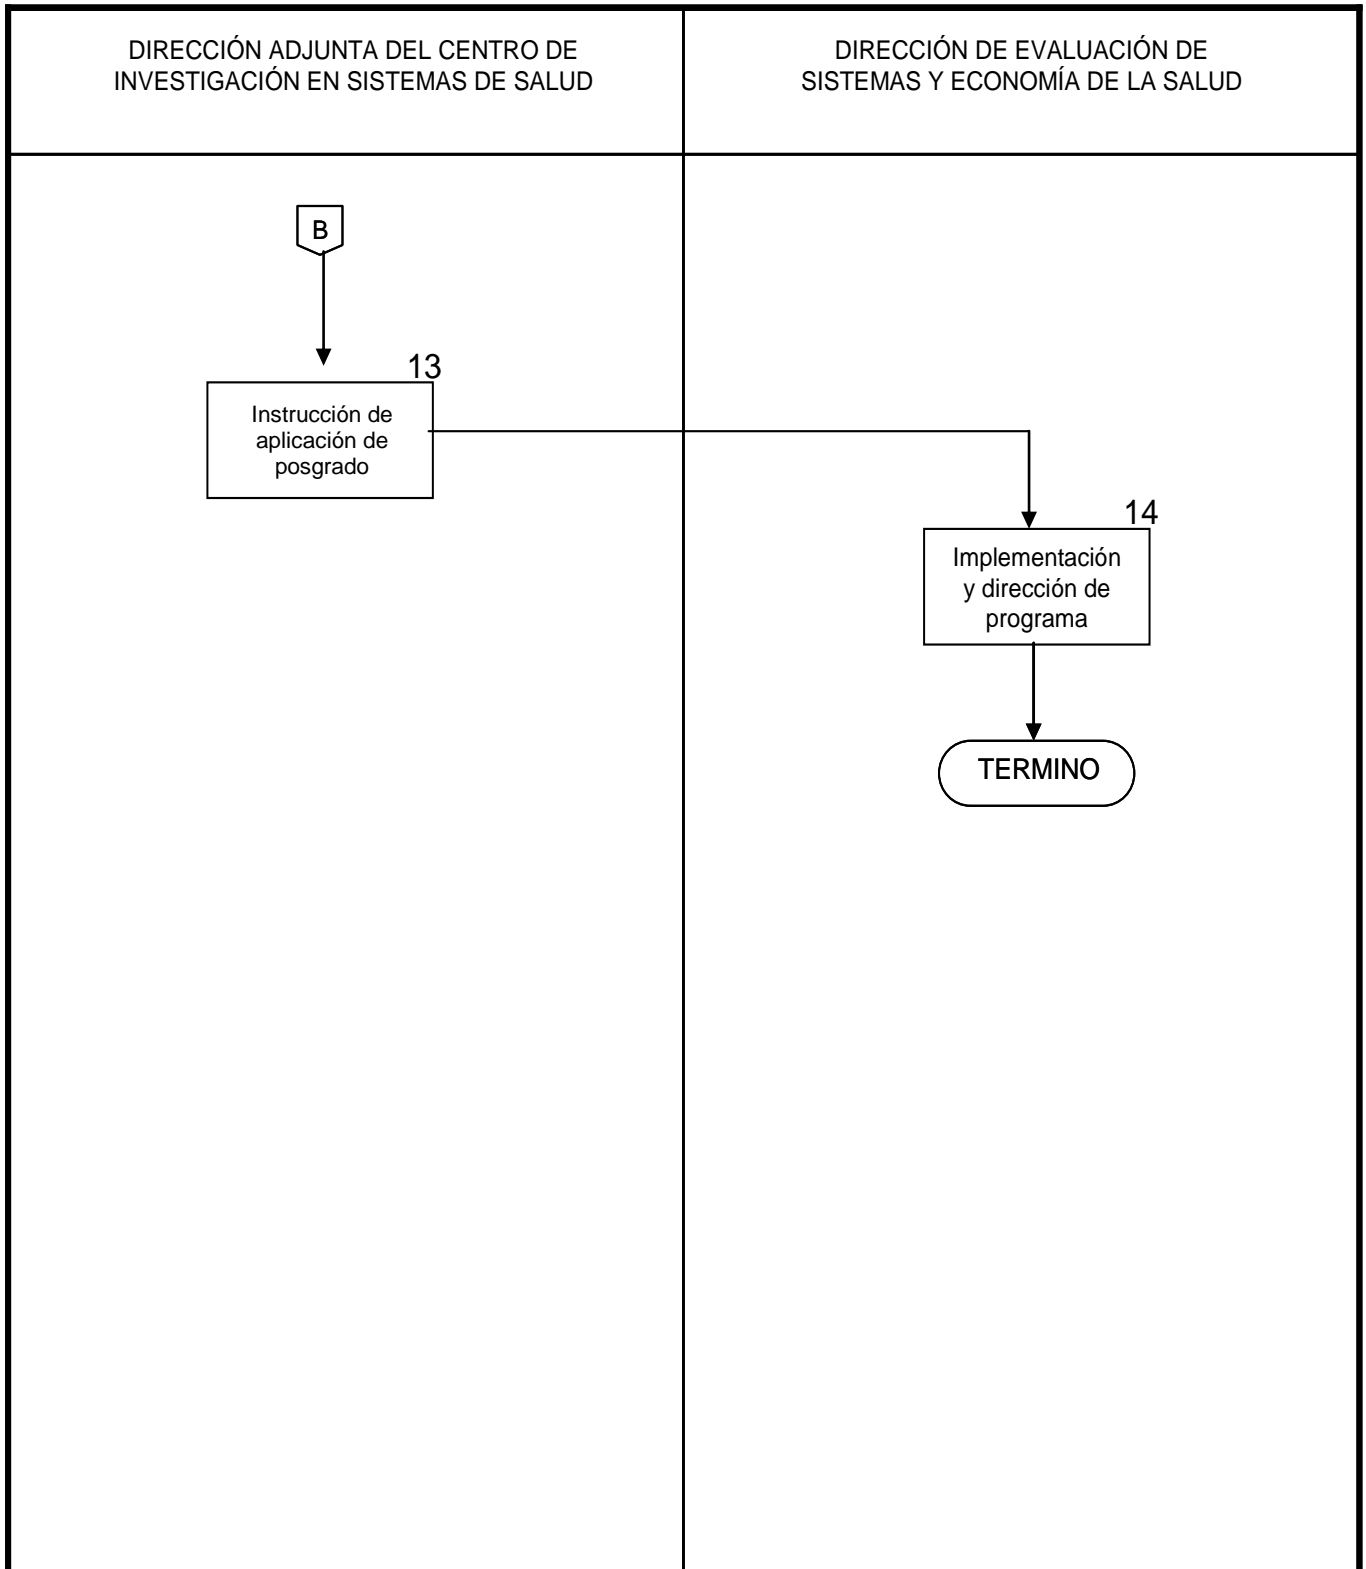 DIRECCIÓN ADJUNTA DEL CENTRO DE
INVESTIGACIÓN EN SISTEMAS DE SALUD
DIRECCIÓN DE EVALUACIÓN DE
SISTEMAS Y ECONOMÍA DE LA SALUD
B
13
Instrucción de
aplicación de
posgrado
14
Implementación
y dirección de
programa
TERMINO